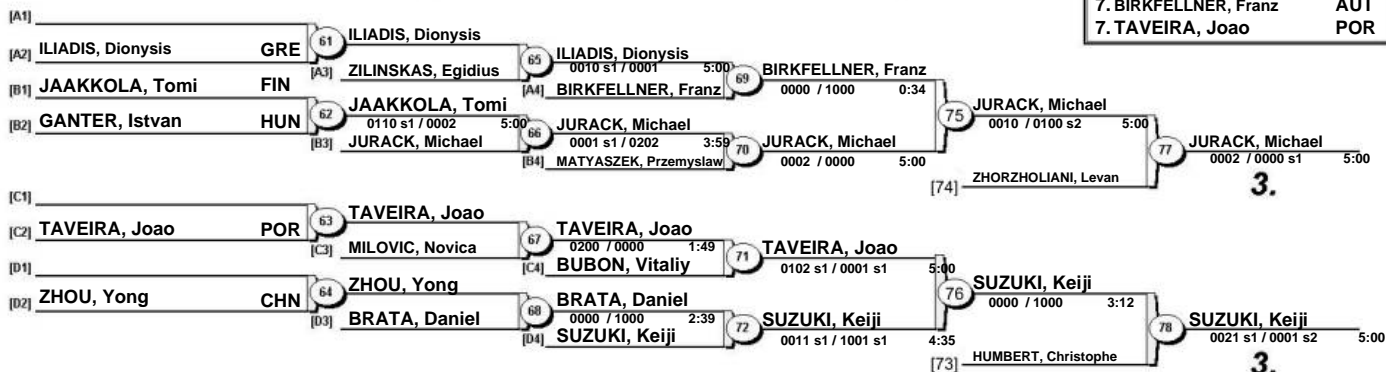 7. BIRKFELLNER, Franz AUT
7. TAVEIRA, Joao POR
[A1]
[A2] ILIADIS, Dionysis GRE
61 ILIADIS, Dionysis
[A3] ZILINSKAS, Egidius
65 ILIADIS, Dionysis
0010 s1 / 0001 5:00
[A4] BIRKFELLNER, Franz
69 BIRKFELLNER, Franz
0000 / 1000 0:34
[B1] JAAKKOLA, Tomi FIN
[B2] GANTER, Istvan HUN
62 JAAKKOLA, Tomi
0110 s1 / 0002 5:00
[B3] JURACK, Michael
66 JURACK, Michael
0001 s1 / 0202 3:59
[B4] MATYASZEK, Przemyslaw
70 JURACK, Michael
0002 / 0000 5:00
75 JURACK, Michael
0010 / 0100 s2 5:00
[74] ZHORZHOLIANI, Levan
77 JURACK, Michael
0002 / 0000 s1 5:00
3.
[C1]
[C2] TAVEIRA, Joao POR
63 TAVEIRA, Joao
[C3] MILOVIC, Novica
67 TAVEIRA, Joao
0200 / 0000 1:49
[C4] BUBON, Vitaliy
71 TAVEIRA, Joao
0102 s1 / 0001 s1 5:00
[D1]
[D2] ZHOU, Yong CHN
64 ZHOU, Yong
[D3] BRATA, Daniel
68 BRATA, Daniel
0000 / 1000 2:39
[D4] SUZUKI, Keiji
72 SUZUKI, Keiji
0011 s1 / 1001 s1 4:35
76 SUZUKI, Keiji
0000 / 1000 3:12
[73] HUMBERT, Christophe
78 SUZUKI, Keiji
0021 s1 / 0001 s2 5:00
3.